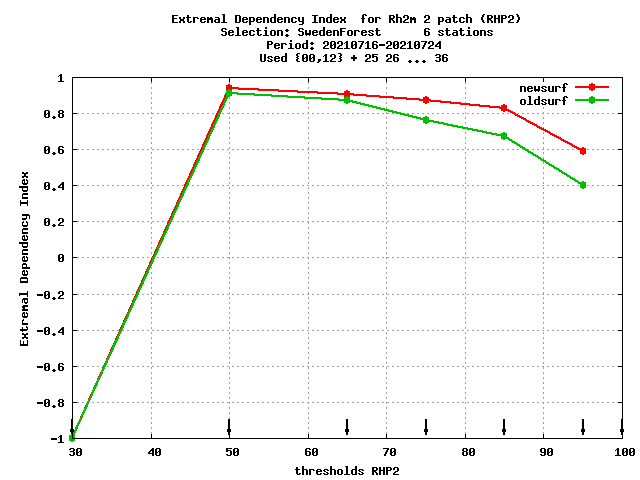 Extremal Dependency Index  for Rh2m 2 patch (RHP2)
Selection: SwedenForest      6 stations
Period: 20210716-20210724
Used {00,12} + 25 26 ... 36
newsurf
oldsurf
Extremal Dependency Index
1
0.8
0.6
0.4
0.2
0
-0.2
-0.4
-0.6
-0.8
-1
30 40 50 60 70 80 90 100
thresholds RHP2